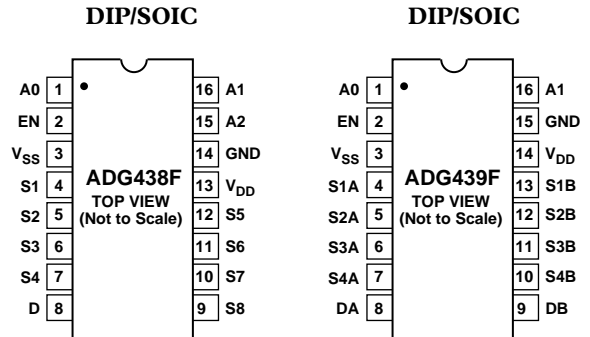 DIP/SOIC
A0 1 16 A1
EN 2 15 A2
VSS 3 14 GND
S1 4 13 VDD
S2 5 12 S5
S3 6 11 S6
S4 7 10 S7
D 8 9 S8
ADG438F
TOP VIEW
(Not to Scale)
DIP/SOIC
A0 1 16 A1
EN 2 15 GND
VSS 3 14 VDD
S1A 4 13 S1B
S2A 5 12 S2B
S3A 6 11 S3B
S4A 7 10 S4B
DA 8 9 DB
ADG439F
TOP VIEW
(Not to Scale)